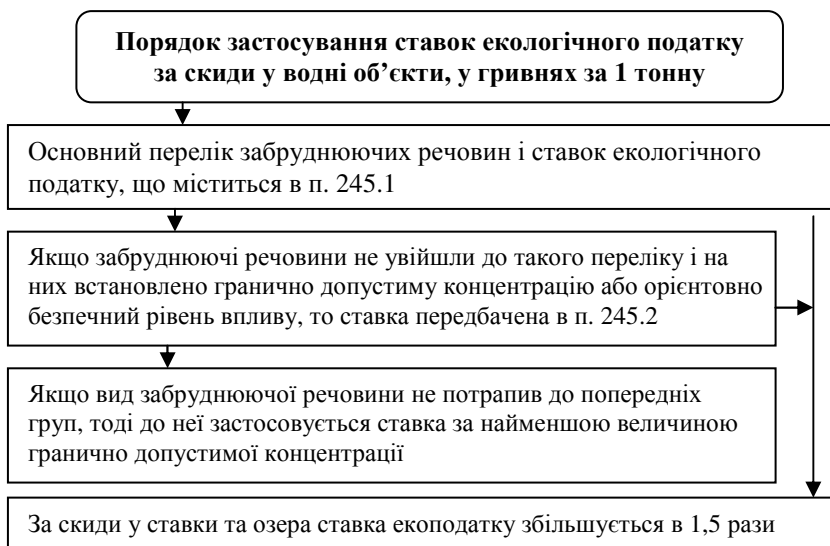 Порядок застосування ставок екологічного податку
за скиди у водні об’єкти, у гривнях за 1 тонну
Основний перелік забруднюючих речовин і ставок екологічного
податку, що міститься в п. 245.1
Якщо забруднюючі речовини не увійшли до такого переліку і на
них встановлено гранично допустиму концентрацію або орієнтовно
безпечний рівень впливу, то ставка передбачена в п. 245.2
Якщо вид забруднюючої речовини не потрапив до попередніх
груп, тоді до неї застосовується ставка за найменшою величиною
гранично допустимої концентрації
За скиди у ставки та озера ставка екоподатку збільшується в 1,5 рази